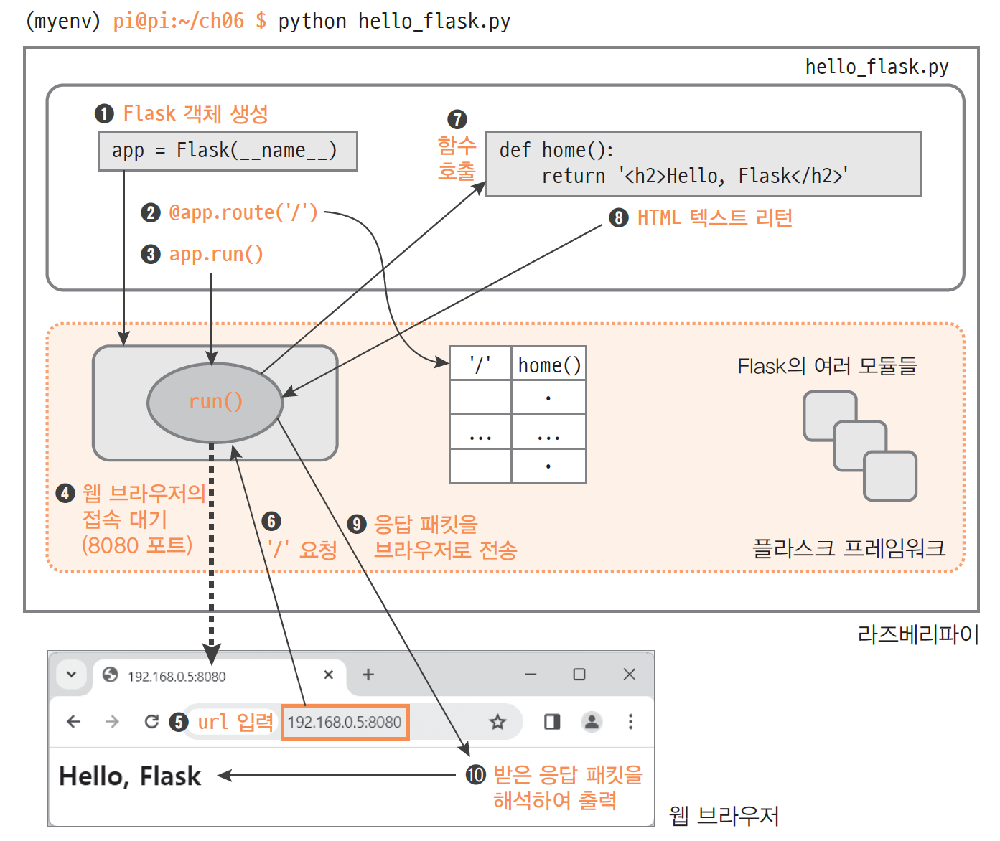 (myenv) pi@pi:~/ch06 $ python hello_flask.py
hello_flask.py
❶ Flask 객체 생성
app = Flask(__name__)
❷ @app.route('/')
❸ app.run()
❼
함수
호출
def home():
return '<h2>Hello, Flask</h2>'
❽ HTML 텍스트 리턴
run()
'/' home()
·
... ...
·
Flask의 여러 모듈들
❹ 웹 브라우저의
접속 대기
(8080 포트)
❻
'/' 요청
❾ 응답 패킷을
브라우저로 전송
플라스크 프레임워크
라즈베리파이
192.168.0.5:8080
❺ url 입력 192.168.0.5:8080
Hello, Flask
❿ 받은 응답 패킷을
해석하여 출력
웹 브라우저